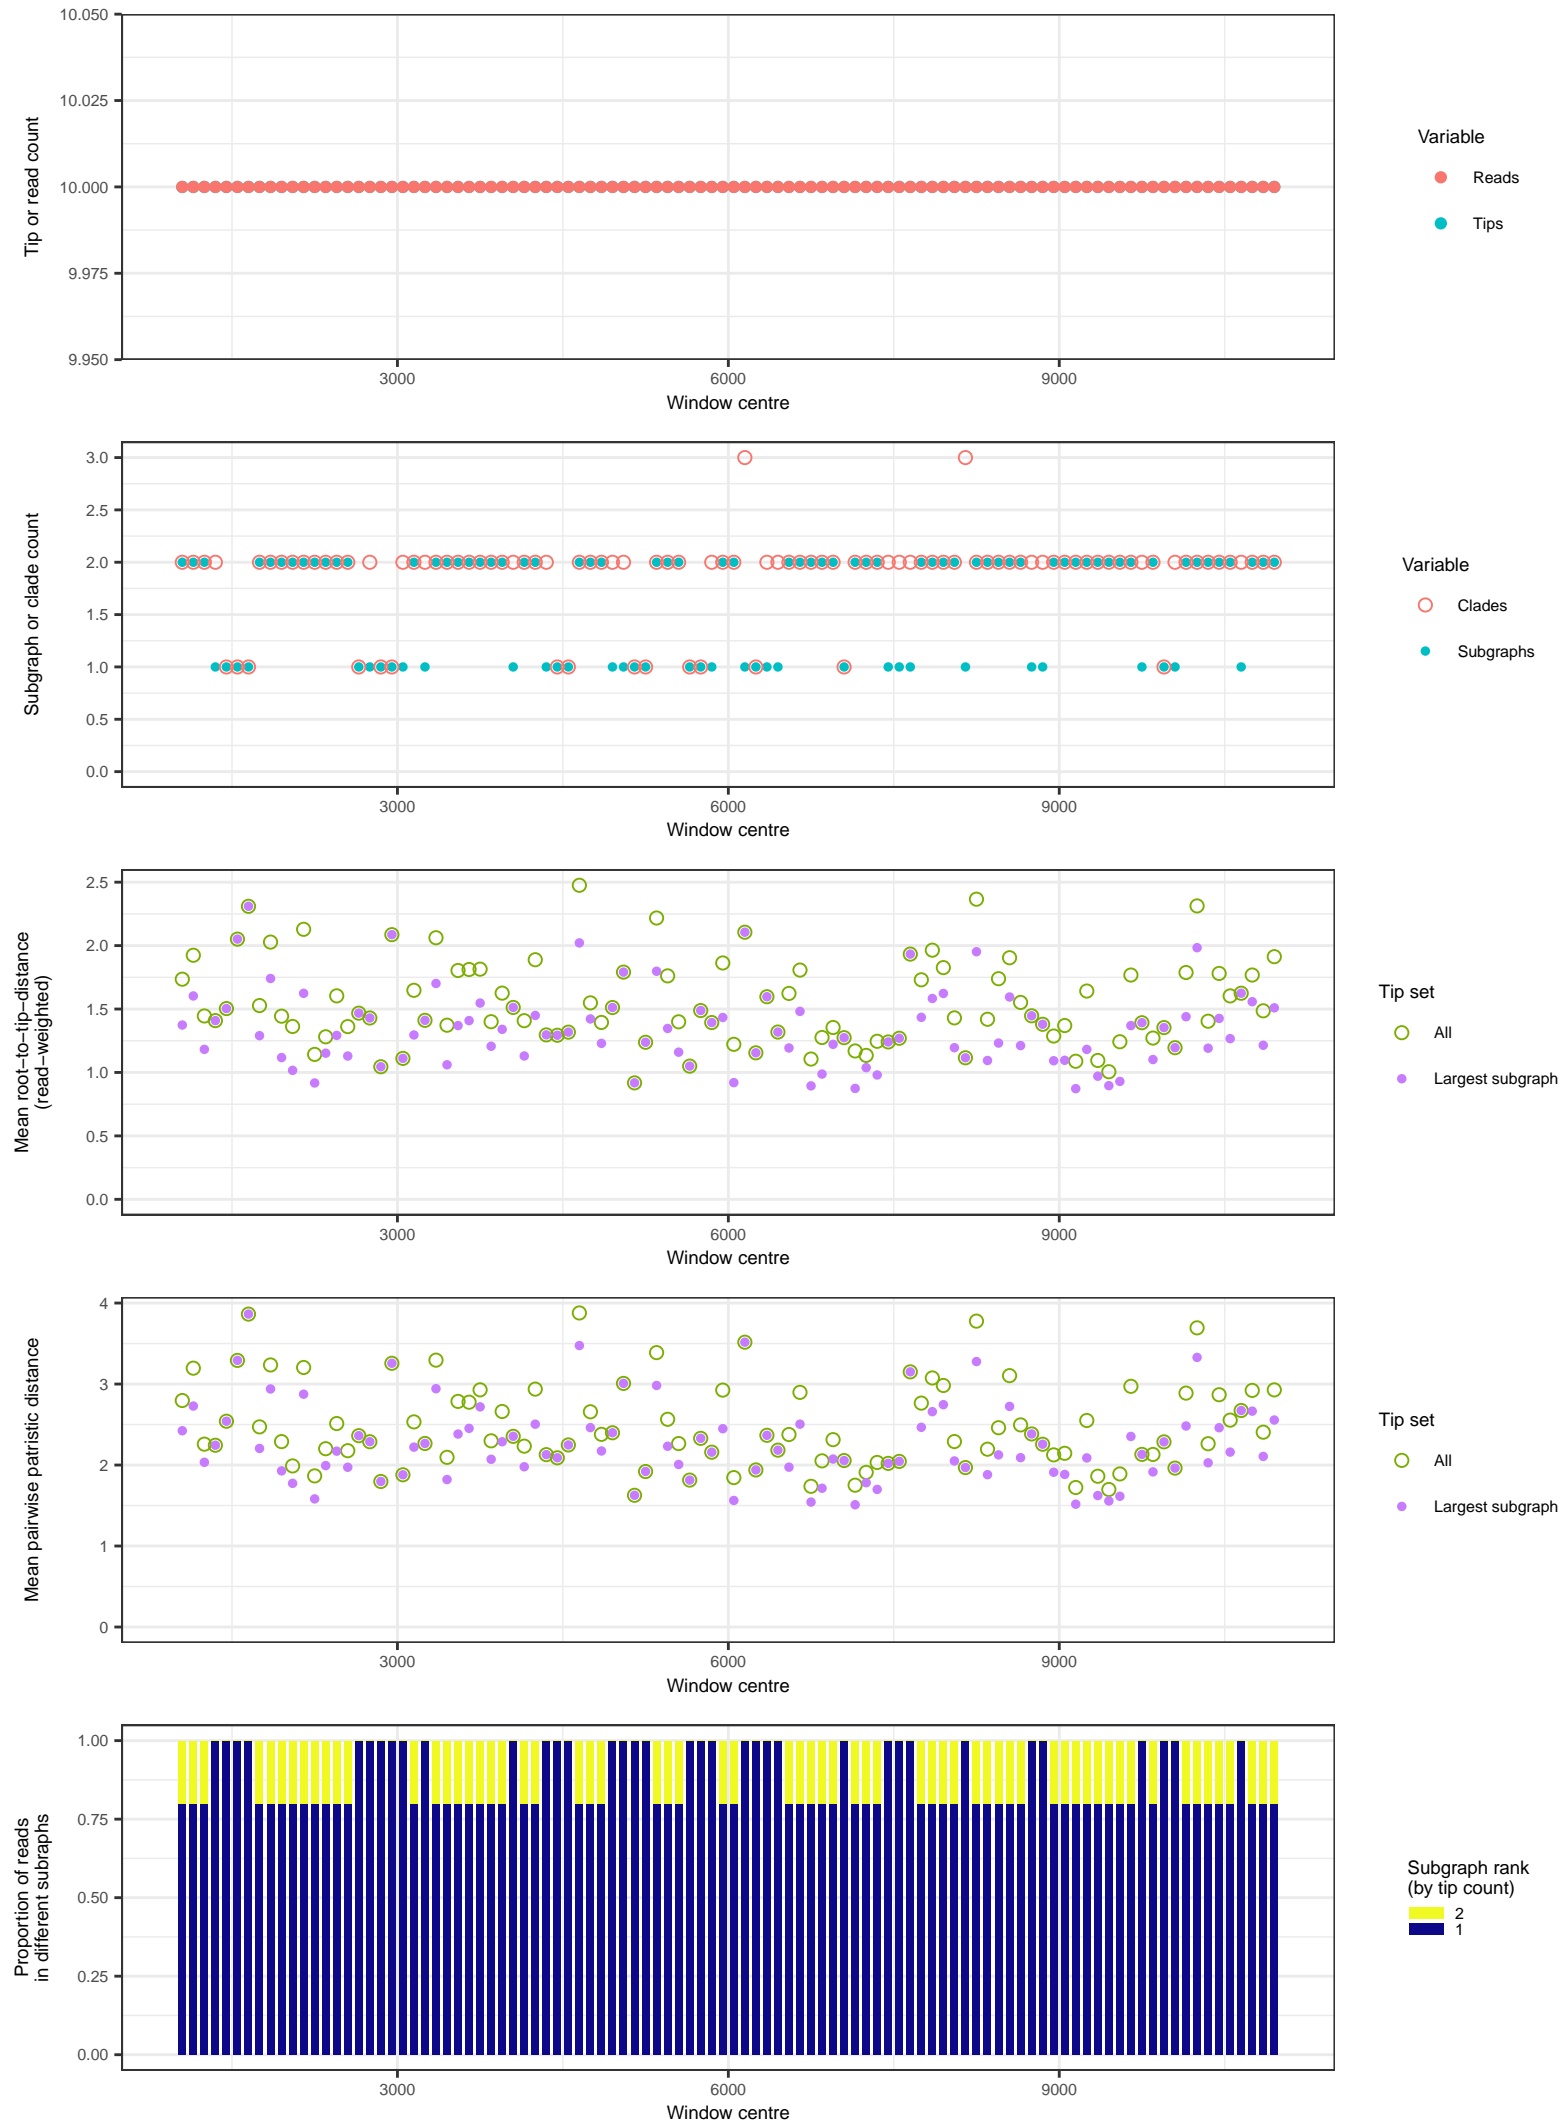 10.050
10.025
10.000
9.975
9.950
Tip or read count
3000 6000 9000
Window centre
Variable
Reads
Tips
3.0
2.5
2.0
1.5
1.0
0.5
0.0
Subgraph or clade count
3000 6000 9000
Window centre
Variable
Clades
Subgraphs
2.5
2.0
1.5
1.0
0.5
0.0
Mean root−to−tip−distance
(read−weighted)
3000 6000 9000
Window centre
Tip set
All
Largest subgraph
4
3
2
1
0
Mean pairwise patristic distance
3000 6000 9000
Window centre
Tip set
All
Largest subgraph
1.00
0.75
0.50
0.25
0.00
Proportion of reads
in different subraphs
3000 6000 9000
Window centre
Subgraph rank
(by tip count)
2
1